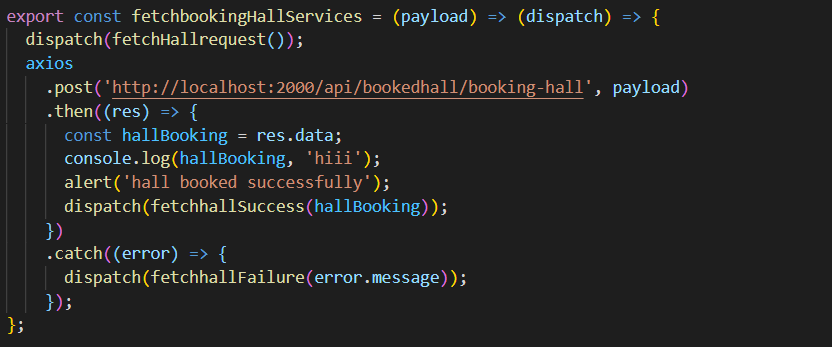 export const fetchbookingHallServices = (payload) => (dispatch) => {
  dispatch(fetchHallrequest());
  axios
    .post('http://localhost:2000/api/bookedhall/booking-hall', payload)
    .then((res) => {
      const hallBooking = res.data;
      console.log(hallBooking, 'hiii');
      alert('hall booked successfully');
      dispatch(fetchhallSuccess(hallBooking));
    })
    .catch((error) => {
      dispatch(fetchhallFailure(error.message));
    });
};